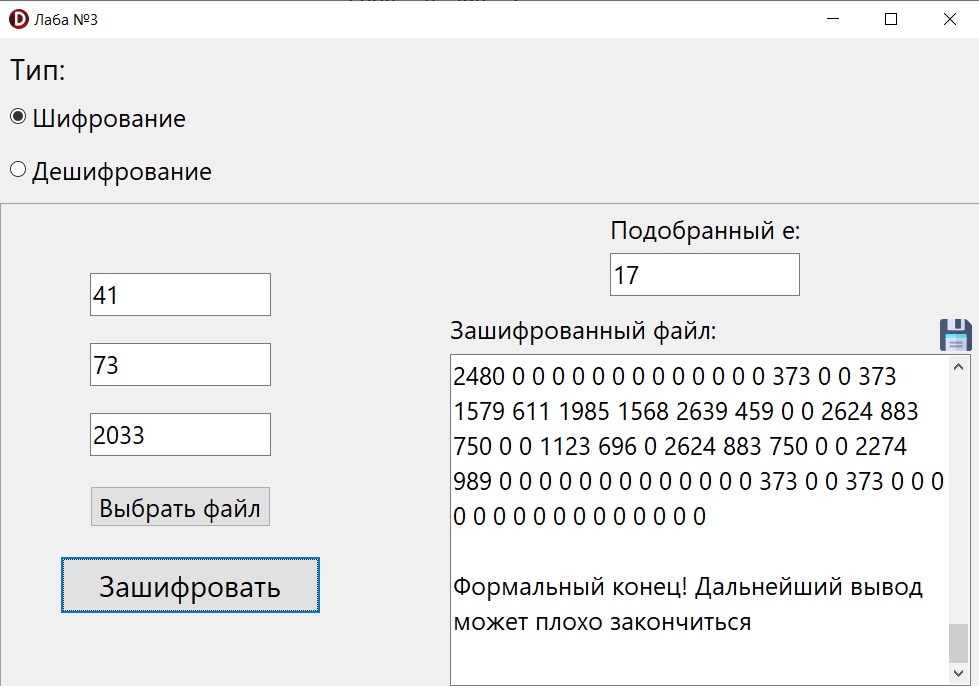 Лаба №3
Тип:
Шифрование
Дешифрование
41
73
2033
Выбрать файл
Зашифровать
Подобранный e:
17
Зашифрованный файл:
2480 0 0 0 0 0 0 0 0 0 0 0 0 0 373 0 0 373
1579 611 1985 1568 2639 459 0 0 2624 883
750 0 0 1123 696 0 2624 883 750 0 0 2274
989 0 0 0 0 0 0 0 0 0 0 0 0 0 373 0 0 373 0 0 0
0 0 0 0 0 0 0 0 0 0 0 0 0
Формальный конец! Дальнейший вывод
может плохо закончиться